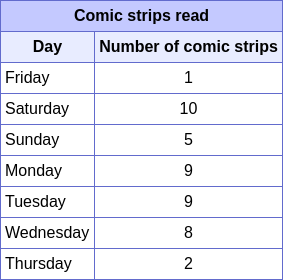 Comic strips read
Day Number of comic strips
Friday 1
Saturday 10
Sunday 5
Monday 9
Tuesday 9
Wednesday 8
Thursday 2